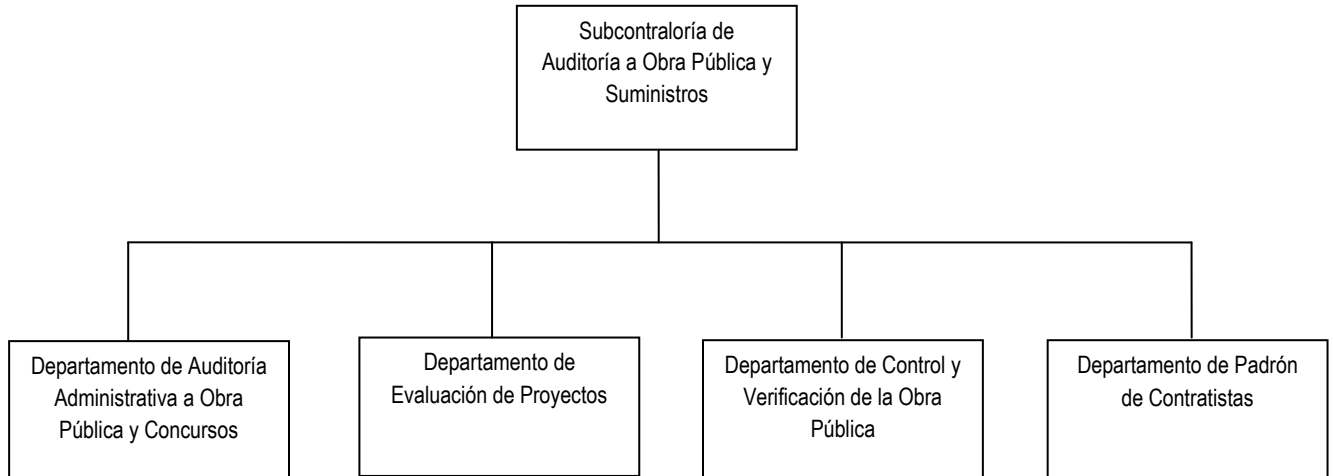 Subcontraloría de
Auditoría a Obra Pública y
Suministros
Departamento de Auditoría
Administrativa a Obra
Pública y Concursos
Departamento de
Evaluación de Proyectos
Departamento de Control y
Verificación de la Obra
Pública
Departamento de Padrón
de Contratistas